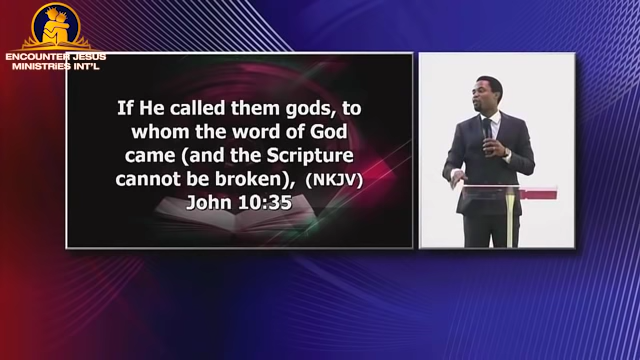 ENCOUNTER JESUS
MINISTRIES INT'L
If He called them gods, to
whom the word of God
came (and the Scripture
cannot be broken), (NKJV)
John 10:35